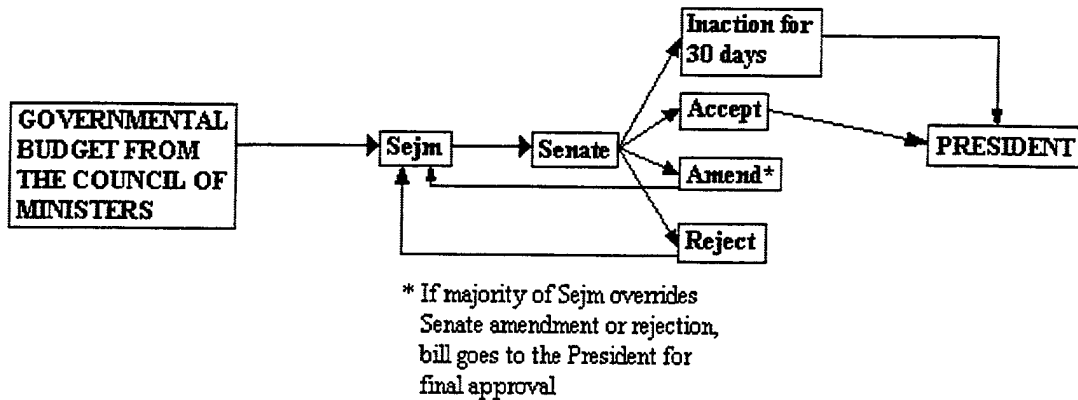 Inaction for
30 days
GOVERNMENTAL
BUDGET FROM
THE COUNCIL OF
MINISTERS
Sejm
Senate
Accept
PRESIDENT
Amend*
Reject
* If majority of Sejm overrides
Senate amendment or rejection,
bill goes to the President for
final approval